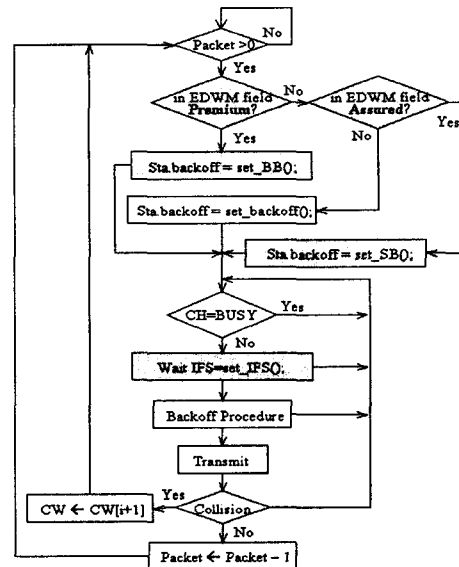 No
Packet >0
Yes
in EDWM field
Premium?
No
in EDWM field
Assured?
Yes
No
Yes
Sta.backoff = set_BB();
Sta.backoff = set_backoff();
Sta.backoff = set_SB();
CH=BUSY
Yes
No
Wait IFS=set_IFS();
Backoff Procedure
Transmit
CW ← CW[i+1]
Yes
Collision
No
Packet ← Packet – 1